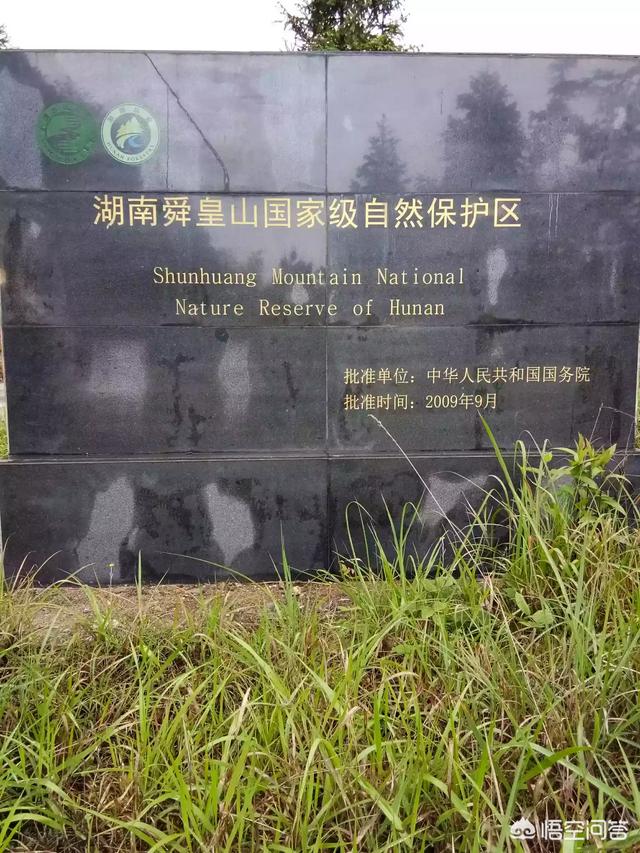 湖南舜皇山国家级自然保护区
Shunhuang Mountain National
Nature Reserve of Hunan
批准单位：中华人民共和国国务院
批准时间：2009年9月
悟空问答